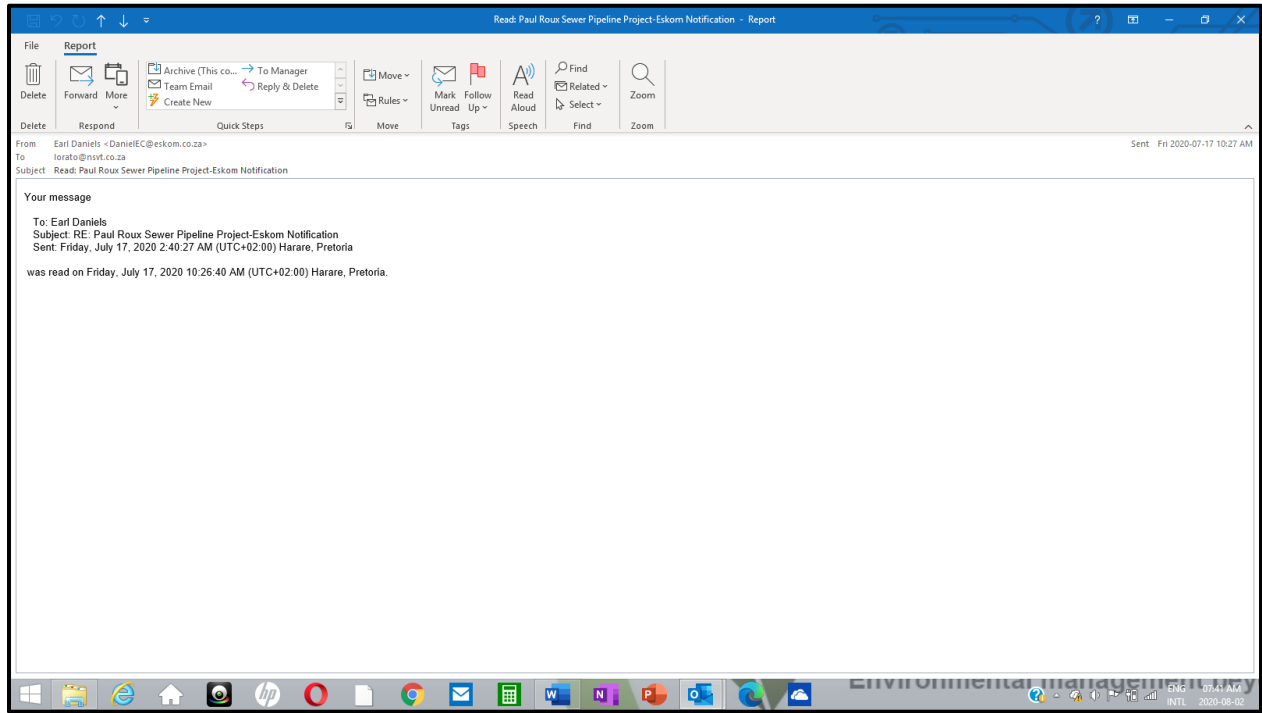 Read: Paul Roux Sewer Pipeline Project-Eskom Notification - Report
File Report
Delete
Forward
More
Archive (This co...
To Manager
Team Email
Reply & Delete
Create New
Move
Rules
Mark Unread
Follow Up
Read Aloud
Find
Related
Select
Zoom
Delete
Respond
Quick Steps
Move
Tags
Speech
Find
Zoom
From Earl Daniels <DanielEC@eskom.co.za>
Sent Fri 2020-07-17 10:27 AM
To lorato@nsvt.co.za
Subject Read: Paul Roux Sewer Pipeline Project-Eskom Notification
Your message
To: Earl Daniels
Subject: RE: Paul Roux Sewer Pipeline Project-Eskom Notification
Sent: Friday, July 17, 2020 2:40:27 AM (UTC+02:00) Harare, Pretoria
was read on Friday, July 17, 2020 10:26:40 AM (UTC+02:00) Harare, Pretoria.
Environmental management
ENG 07:41 AM
INTL 2020-08-02